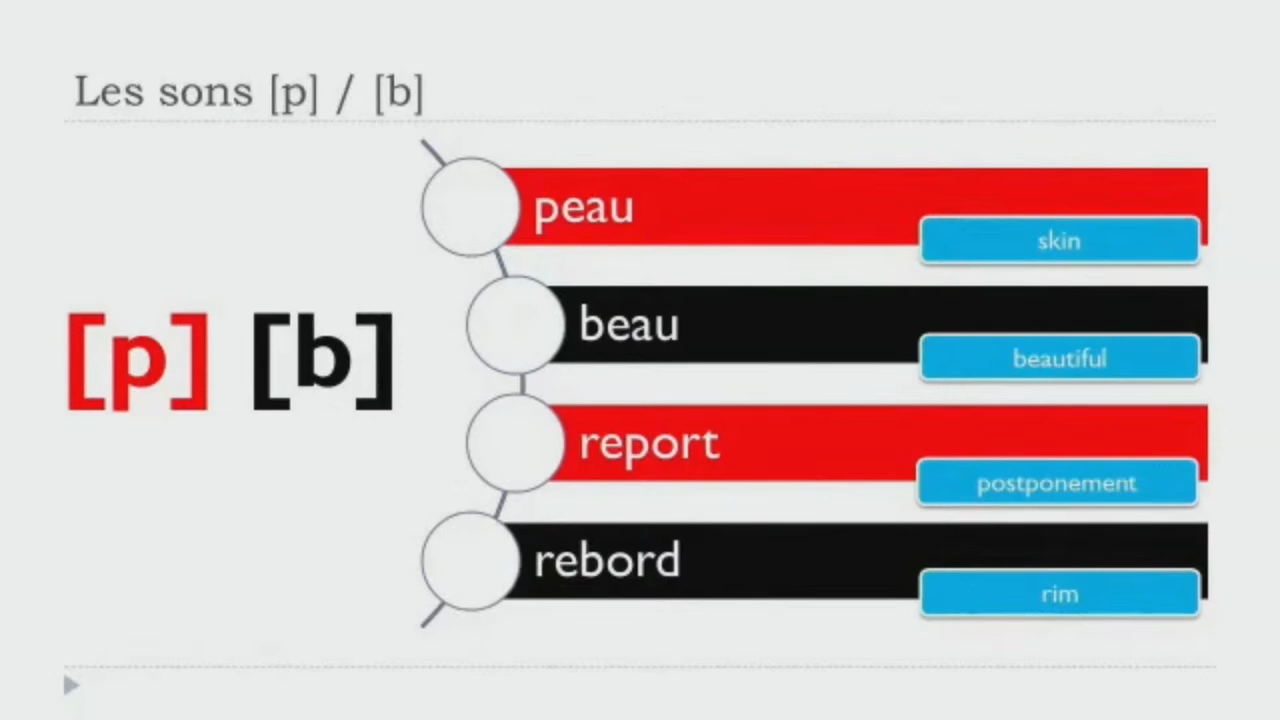 Les sons [p] / [b]
[p] [b]
peau
skin
beau
beautiful
report
postponement
rebord
rim